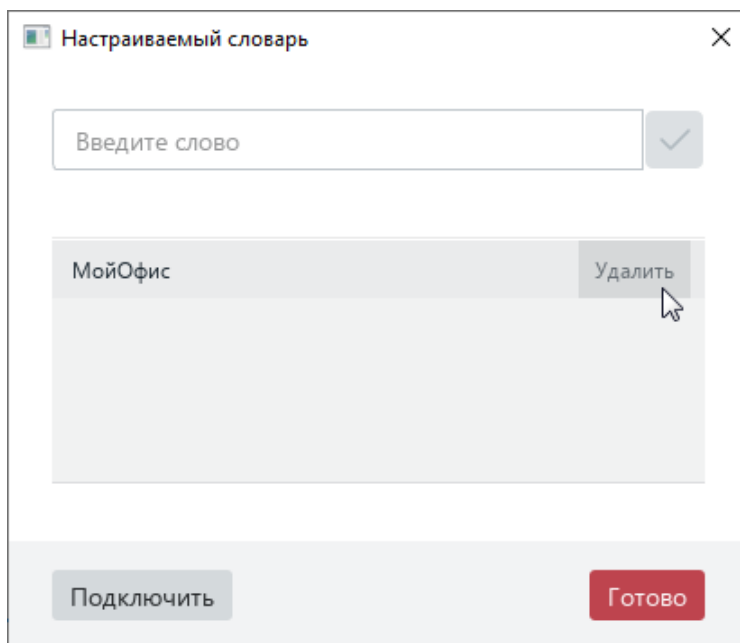 Настраиваемый словарь
Введите слово
МойОфис Удалить
Подключить Готово